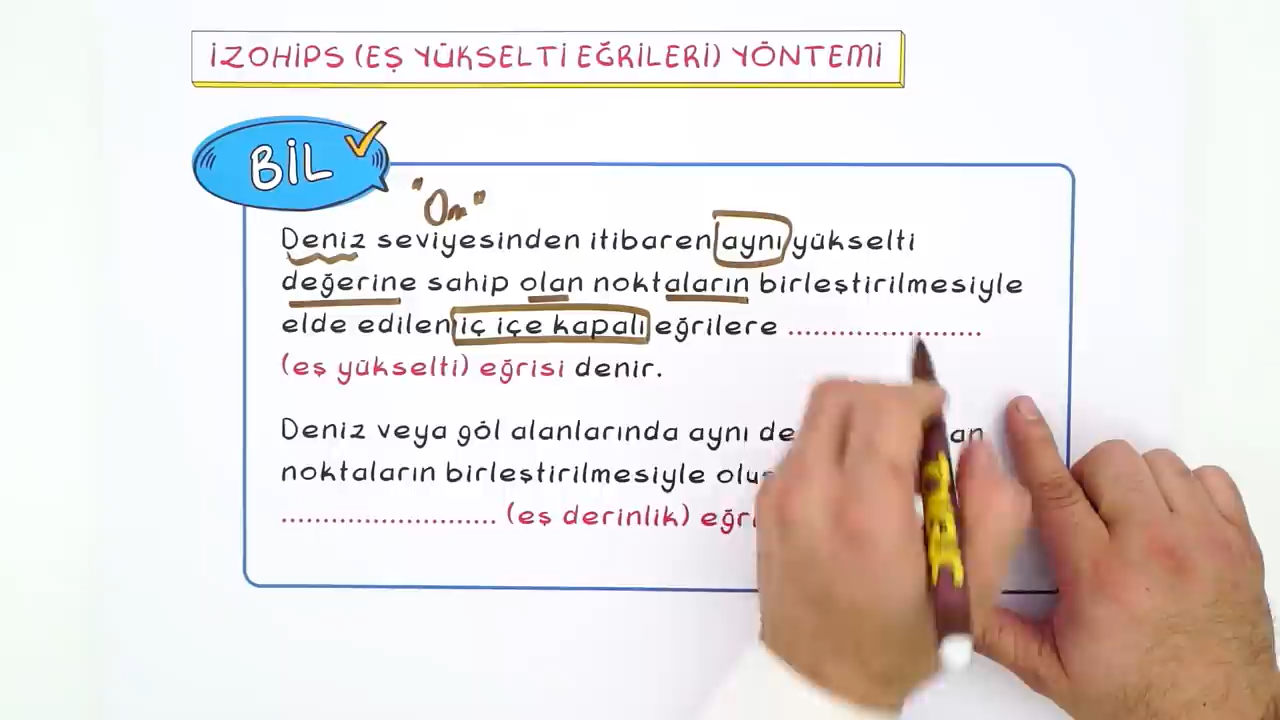 İZOHİPS (EŞ YÜKSELTİ EĞRİLERİ) YÖNTEMİ
BİL
"0m"
Deniz seviyesinden itibaren aynı yükselti
değerine sahip olan noktaların birleştirilmesiyle
elde edilen iç içe kapalı eğrilere .......................
(eş yükselti) eğrisi denir.
Deniz veya göl alanlarında aynı
noktaların birleştirilmesiyle
.......................... (eş derinlik)